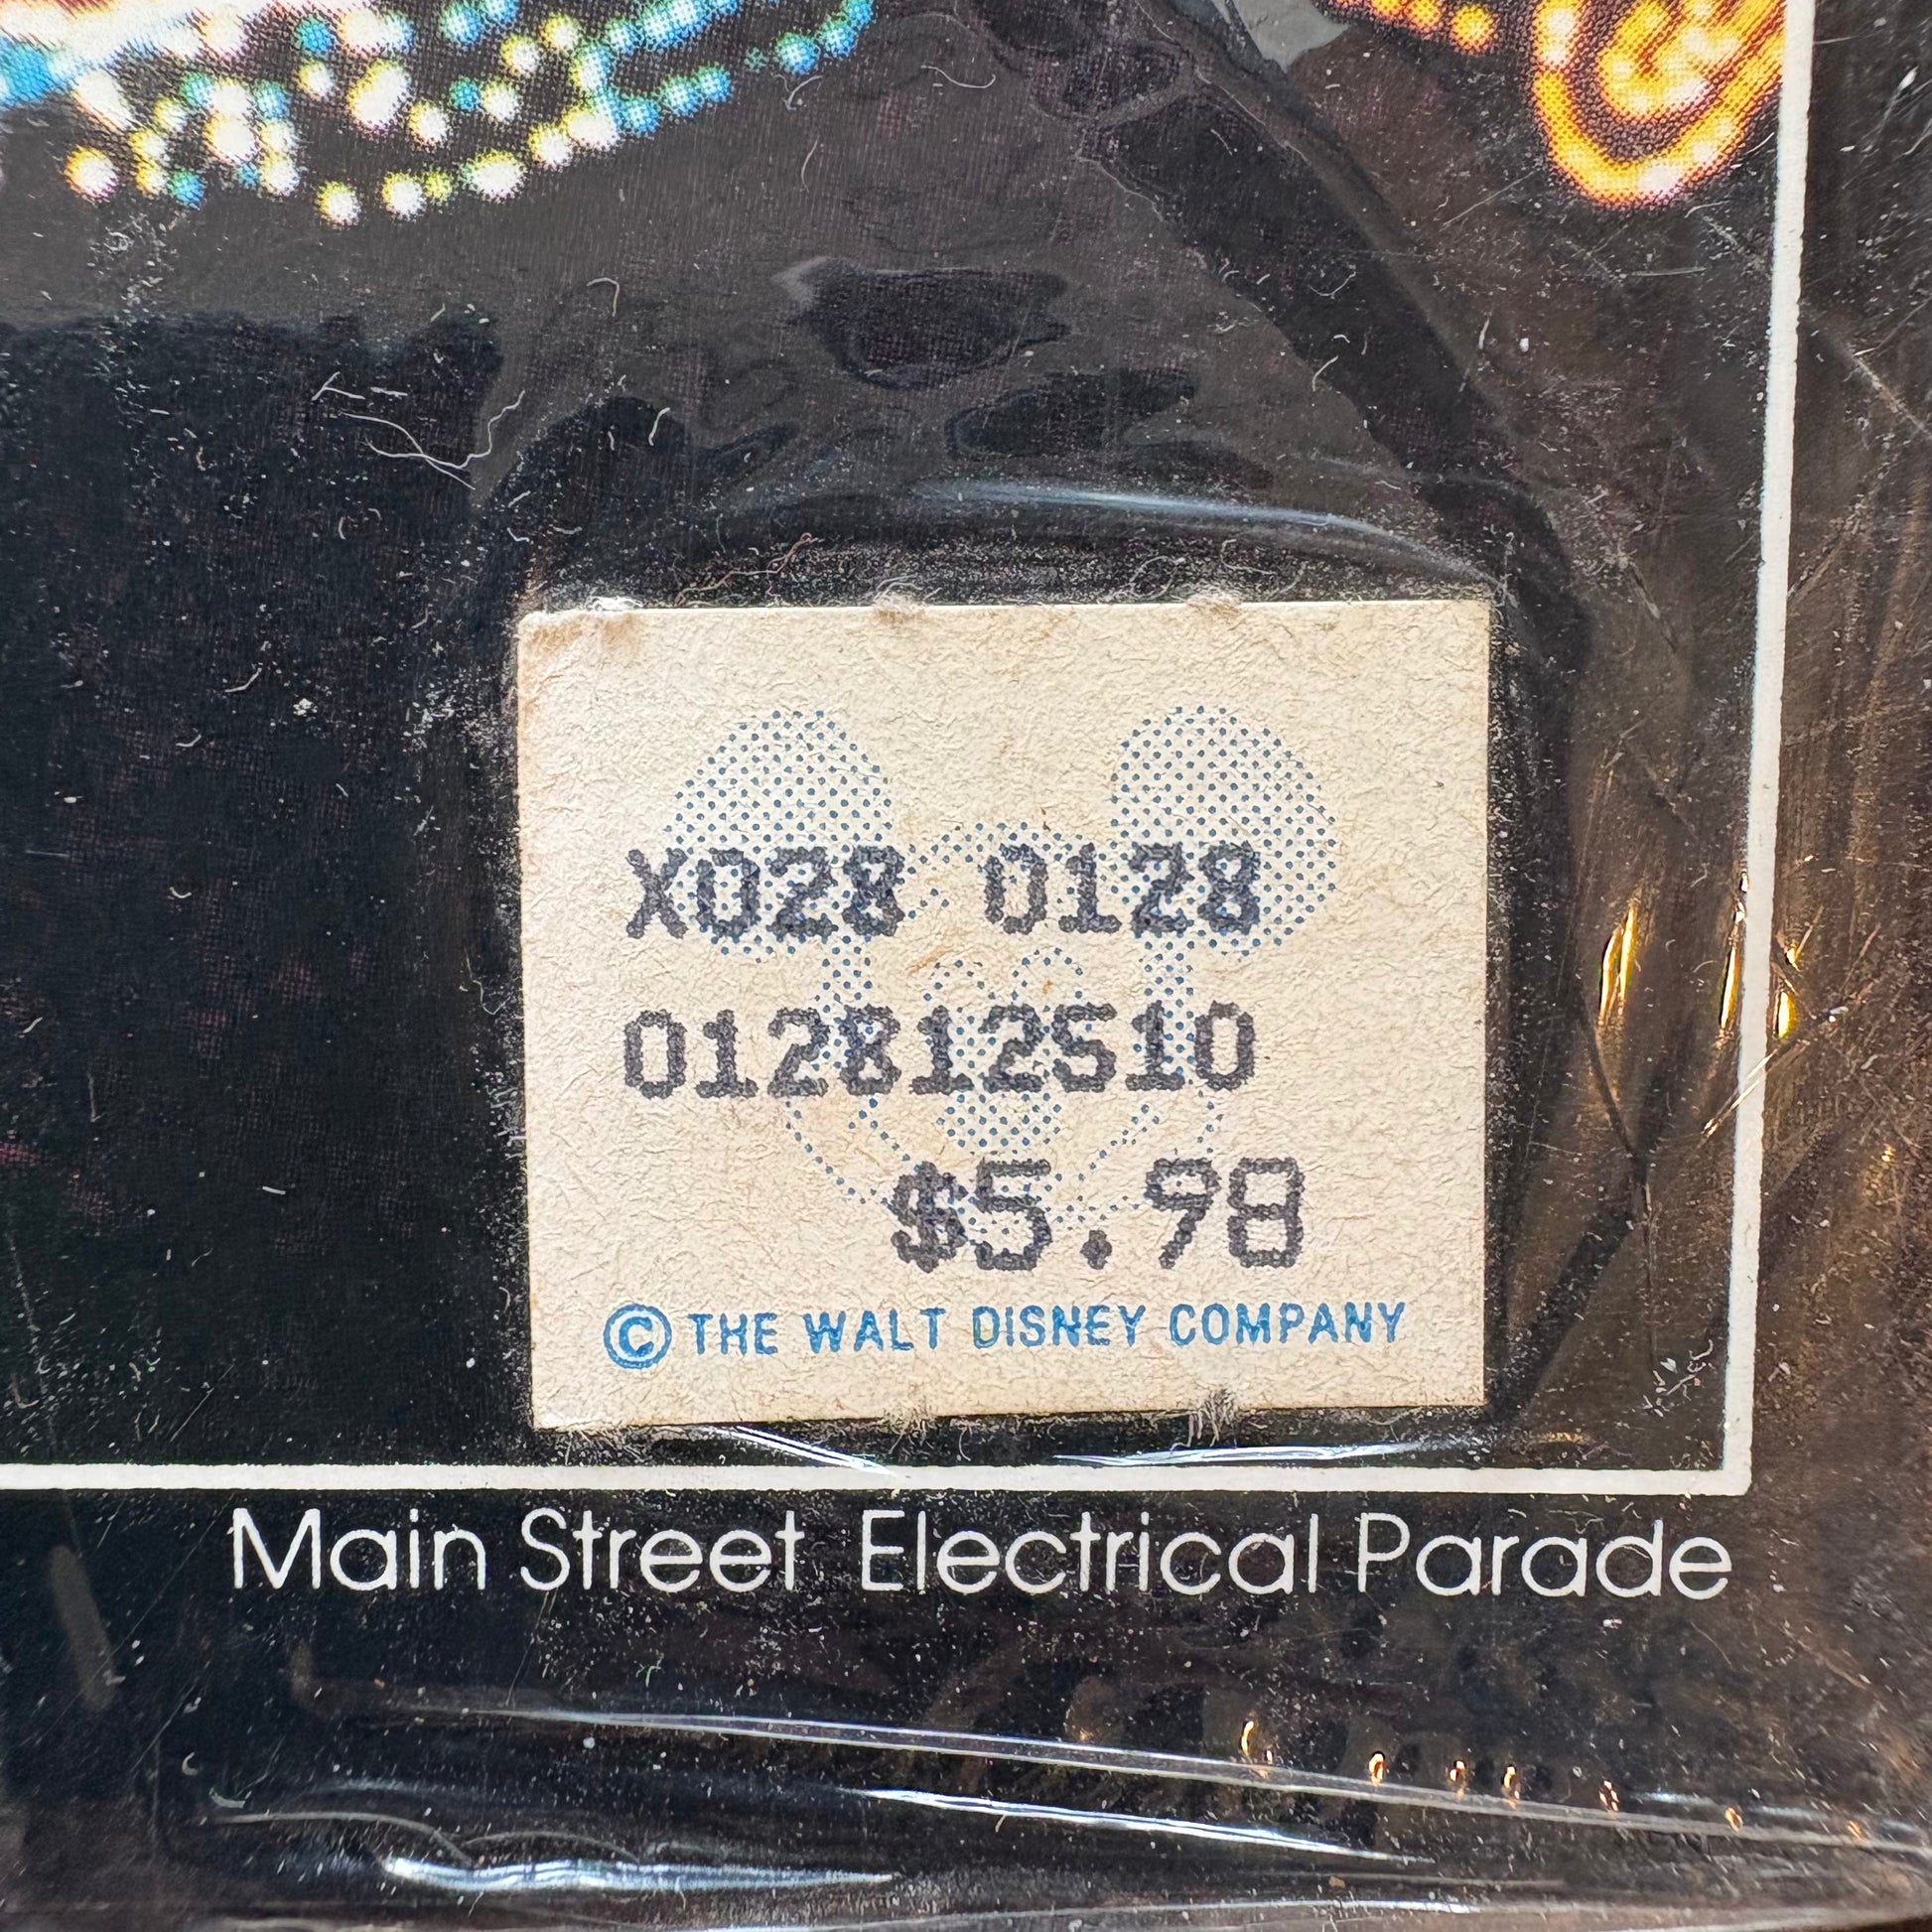 X028 0128
012812510
$5.98
© THE WALT DISNEY COMPANY
Main Street Electrical Parade